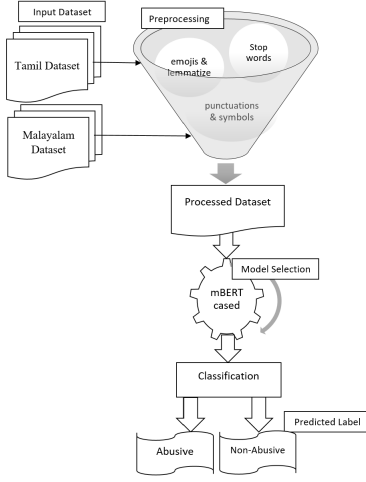 Input Dataset
Preprocessing
Tamil Dataset
emojis &
lemmatize
Stop
words
punctuations
& symbols
Malayalam
Dataset
Processed Dataset
Model Selection
mBERT
cased
Classification
Predicted Label
Abusive
Non-Abusive